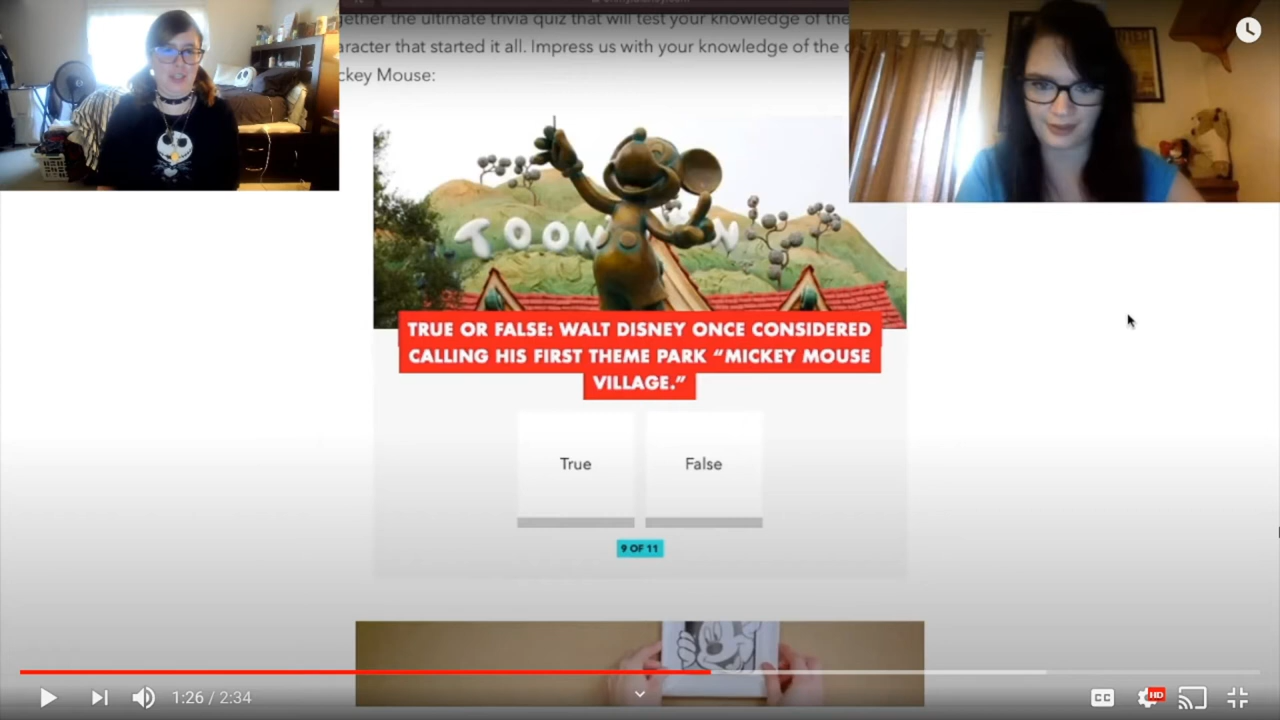 gether the ultimate trivia quiz that will test your knowledge of the
aracter that started it all. Impress us with your knowledge of the
ckey Mouse:
TOON N
TRUE OR FALSE: WALT DISNEY ONCE CONSIDERED
CALLING HIS FIRST THEME PARK “MICKEY MOUSE
VILLAGE.”
True False
9 OF 11
1:26 / 2:34
CC HD